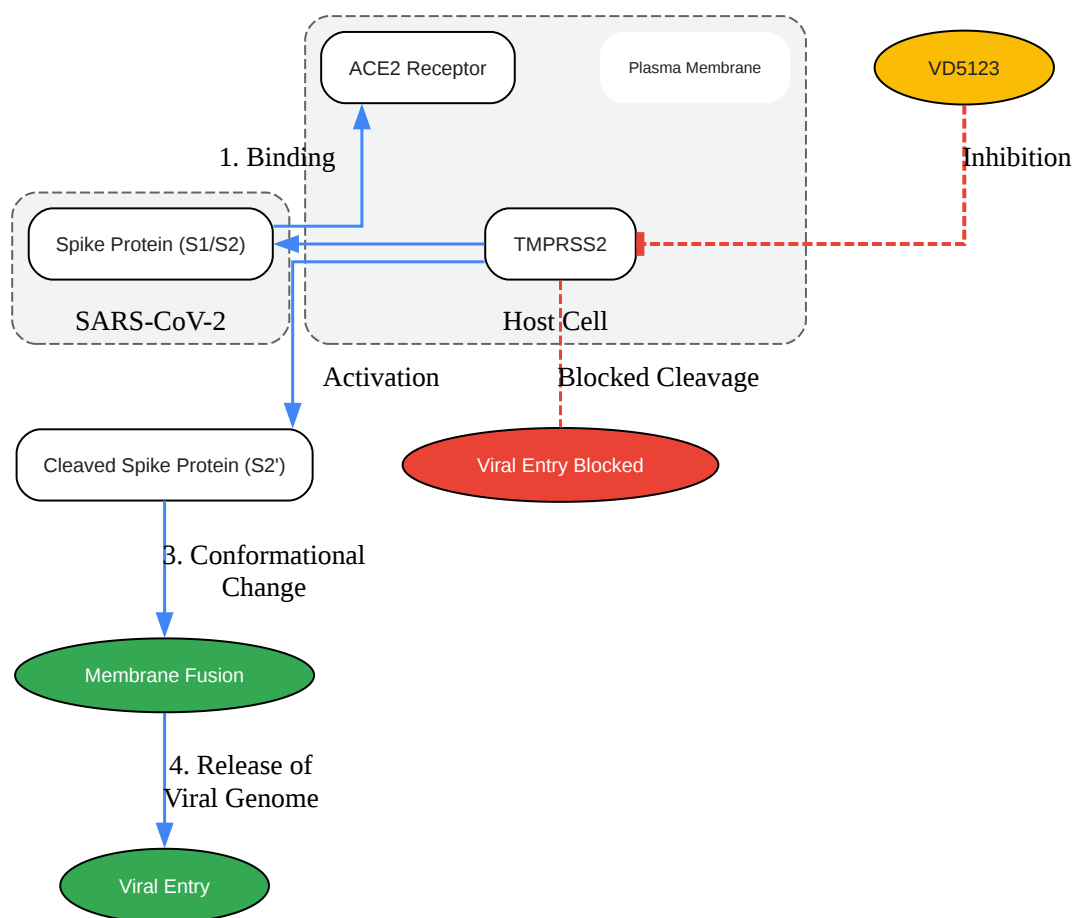 ACE2 Receptor
Plasma Membrane
VD5123
1. Binding
Inhibition
Spike Protein (S1/S2)
TMPRSS2
SARS-CoV-2
Host Cell
Activation
Blocked Cleavage
Cleaved Spike Protein (S2')
Viral Entry Blocked
3. Conformational
Change
Membrane Fusion
4. Release of
Viral Genome
Viral Entry